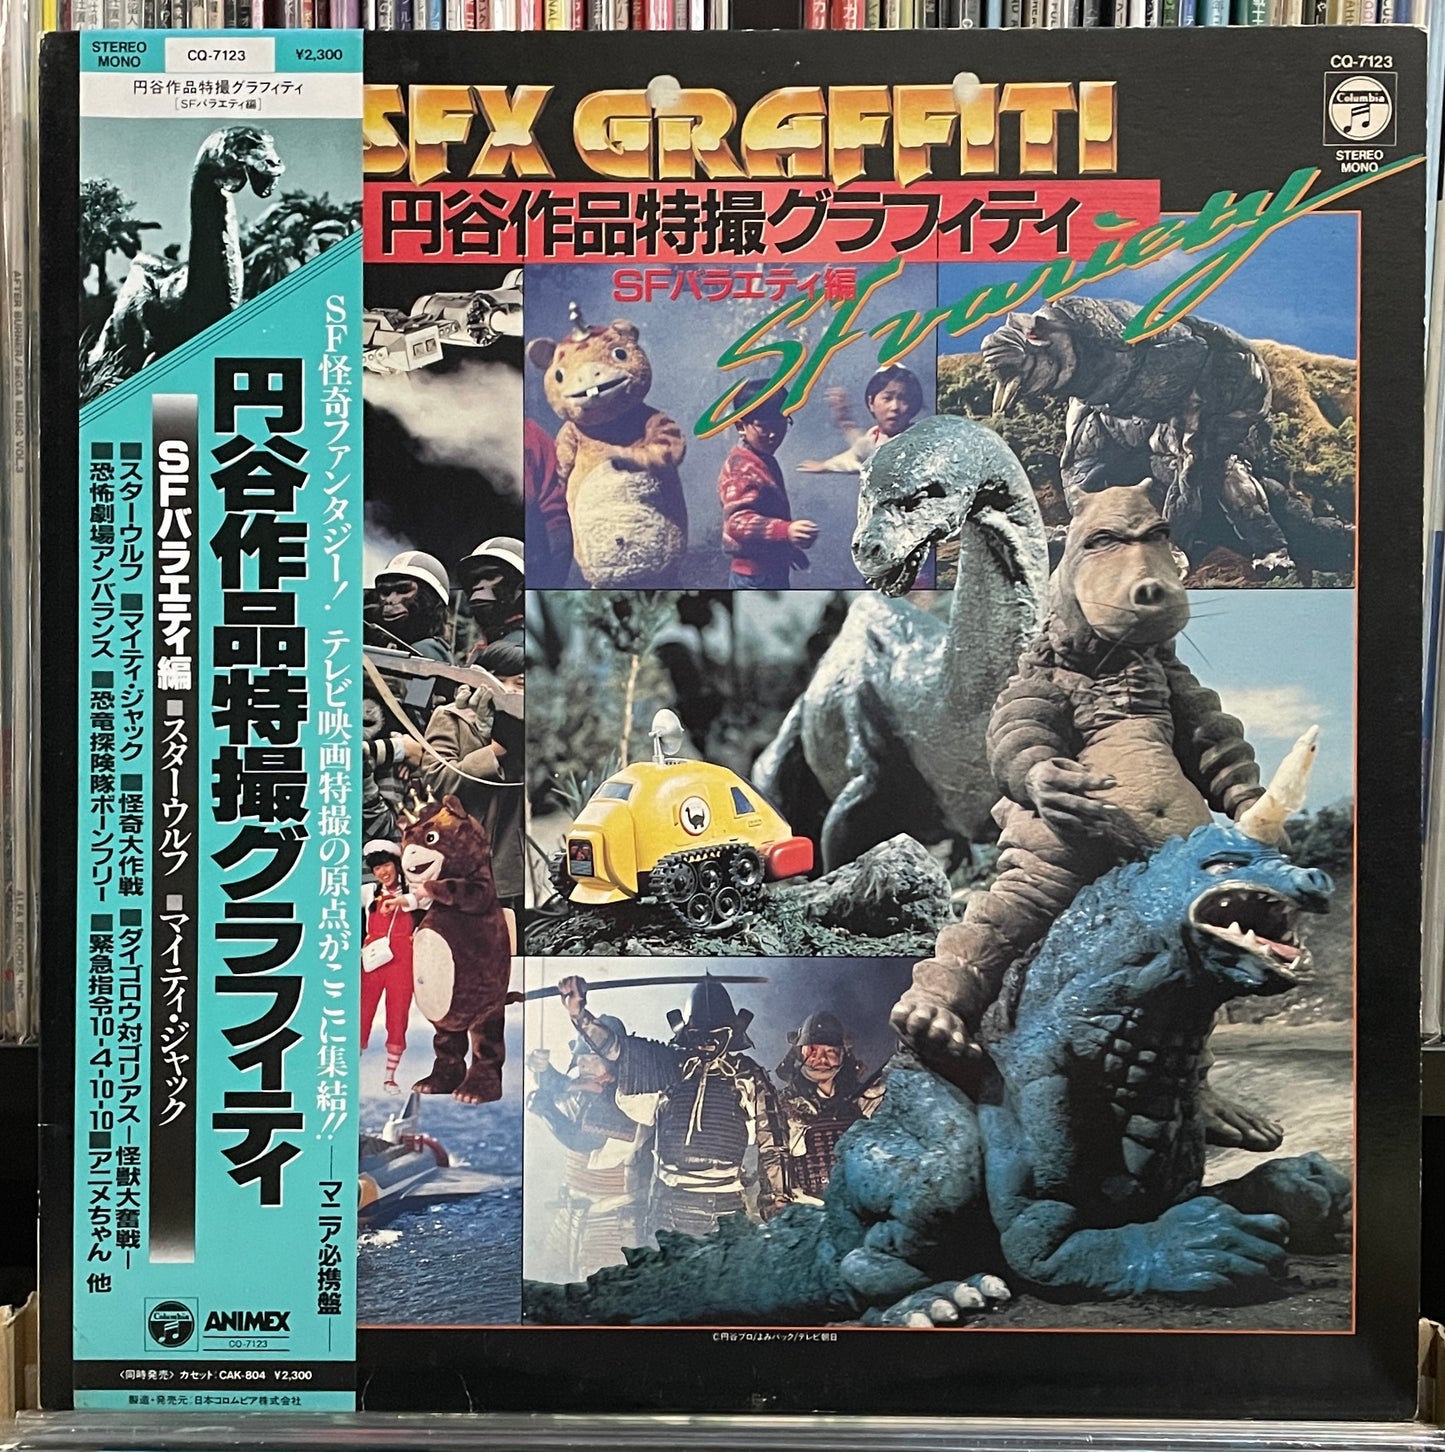 STEREO
MONO
CQ-7123
¥2,300
円谷作品特撮グラフィティ
[SFバラエティ編]
SF怪奇ファンタジー！テレビ映画特撮の原点がここに集結!!—マニア必携盤—
円谷作品特撮グラフィティ
SFバラエティ編 ■スターウルフ ■マイティ・ジャック
■スターウルフ ■マイティ・ジャック ■怪奇大作戦 ■ダイゴロウ対ゴリアス—怪獣大奮戦—
■恐怖劇場アンバランス ■恐竜探険隊ボーンフリー ■緊急指令10-4-10-10 ■アニメちゃん 他
Columbia
ANIMEX
CQ-7123
〈同時発売〉 カセット:CAK-804 ¥2,300
製造・発売元:日本コロムビア株式会社
SFX GRAFFITI
円谷作品特撮グラフィティ
SFバラエティ編
SF variety
CQ-7123
Columbia
STEREO
MONO
C.円谷プロ/よみパック/テレビ朝日
AFTER BURNER/SEGA GAME MUSIC VOL.3
ALFA RECORDS, INC.